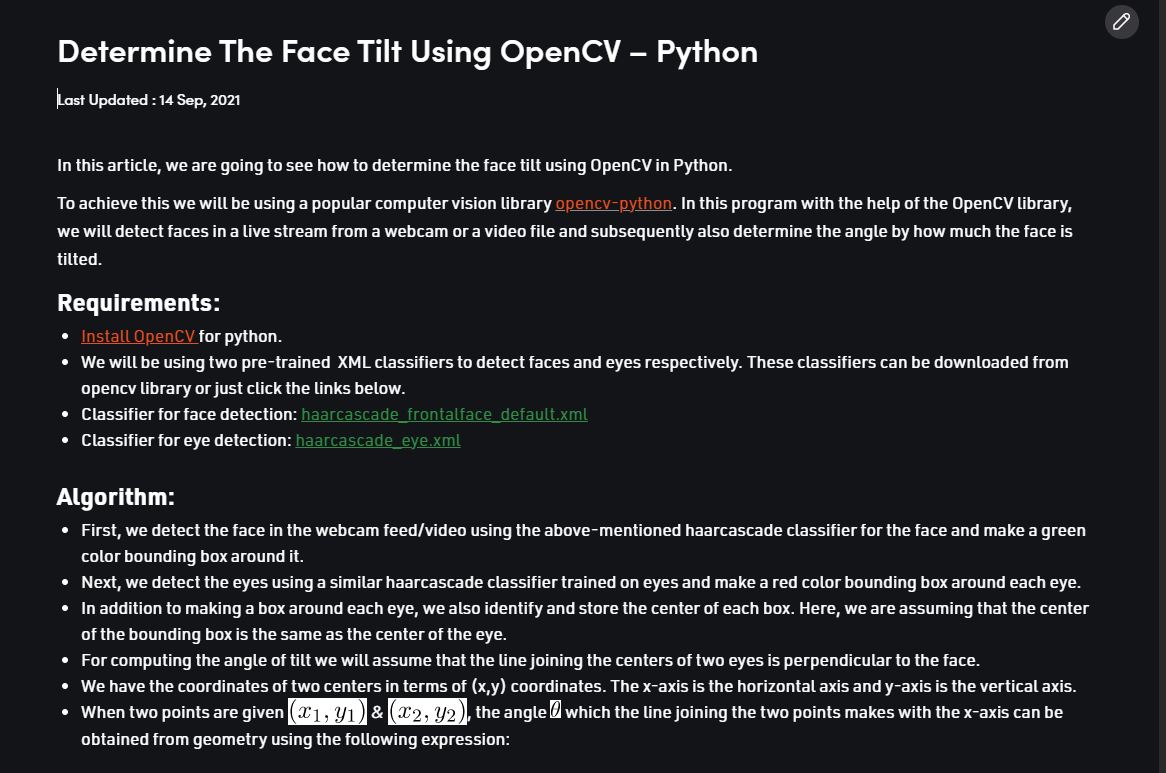 Determine The Face Tilt Using OpenCV – Python
Last Updated : 14 Sep, 2021
In this article, we are going to see how to determine the face tilt using OpenCV in Python.
To achieve this we will be using a popular computer vision library opencv-python. In this program with the help of the OpenCV library,
we will detect faces in a live stream from a webcam or a video file and subsequently also determine the angle by how much the face is
tilted.
Requirements:
• Install OpenCV for python.
• We will be using two pre-trained  XML classifiers to detect faces and eyes respectively. These classifiers can be downloaded from
opencv library or just click the links below.
• Classifier for face detection: haarcascade_frontalface_default.xml
• Classifier for eye detection: haarcascade_eye.xml
Algorithm:
• First, we detect the face in the webcam feed/video using the above-mentioned haarcascade classifier for the face and make a green
color bounding box around it.
• Next, we detect the eyes using a similar haarcascade classifier trained on eyes and make a red color bounding box around each eye.
• In addition to making a box around each eye, we also identify and store the center of each box. Here, we are assuming that the center
of the bounding box is the same as the center of the eye.
• For computing the angle of tilt we will assume that the line joining the centers of two eyes is perpendicular to the face.
• We have the coordinates of two centers in terms of (x,y) coordinates. The x-axis is the horizontal axis and y-axis is the vertical axis.
• When two points are given (x₁, y₁) & (x₂, y₂), the angle θ which the line joining the two points makes with the x-axis can be
obtained from geometry using the following expression: